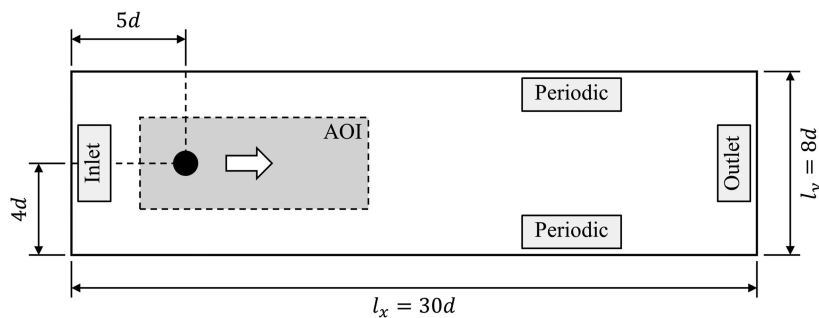 5d
Periodic
AOI
Inlet
Outlet
4d
l_y = 8d
Periodic
l_x = 30d